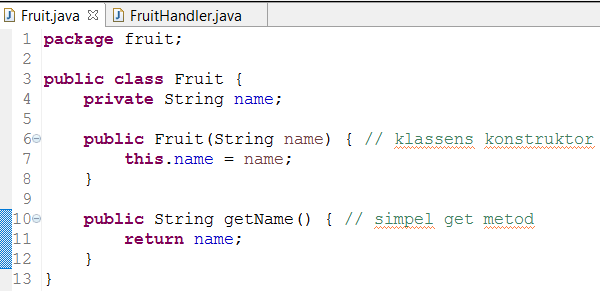 Fruit.java FruitHandler.java
1 package fruit;
2
3 public class Fruit {
4     private String name;
5
6     public Fruit(String name) { // klassens konstruktor
7         this.name = name;
8     }
9
10     public String getName() { // simpel get metod
11         return name;
12     }
13 }